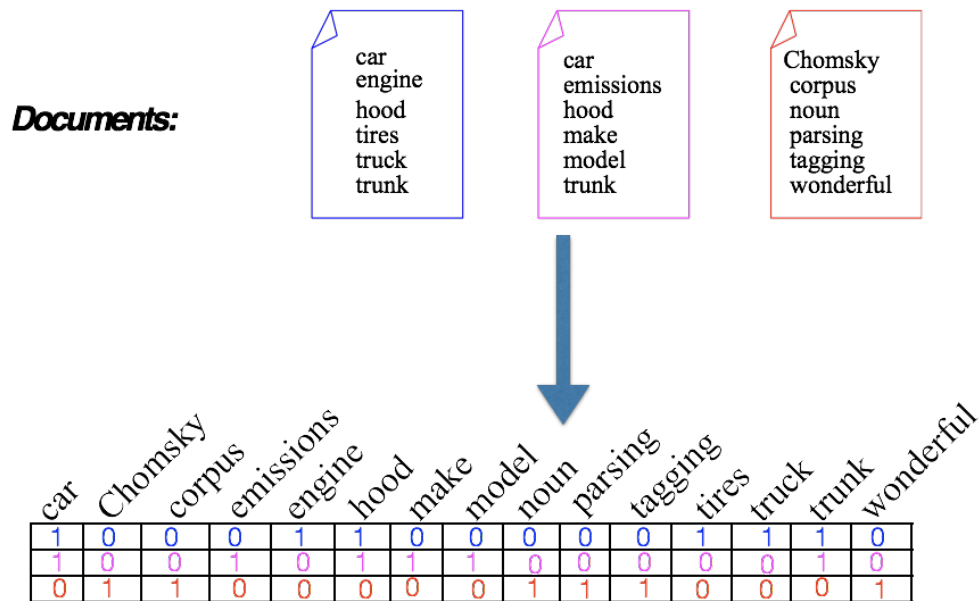 Documents:
car
engine
hood
tires
truck
trunk
car
emissions
hood
make
model
trunk
Chomsky
corpus
noun
parsing
tagging
wonderful
car Chomsky corpus emissions engine hood make model noun parsing tagging tires truck trunk wonderful
1 0 0 0 1 1 0 0 0 0 0 1 1 1 0
1 0 0 1 0 1 1 1 0 0 0 0 0 1 0
0 1 1 0 0 0 0 0 1 1 1 0 0 0 1